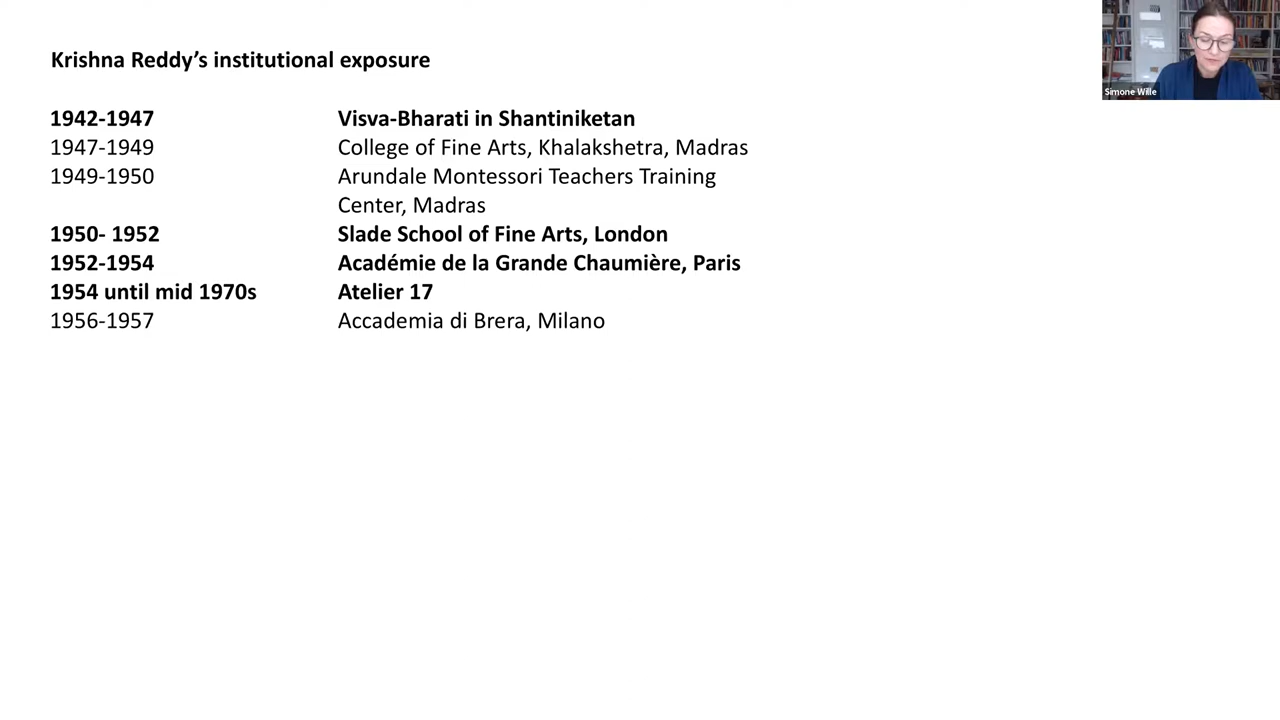 Krishna Reddy’s institutional exposure
1942-1947 Visva-Bharati in Shantiniketan
1947-1949 College of Fine Arts, Khalakshetra, Madras
1949-1950 Arundale Montessori Teachers Training
Center, Madras
1950- 1952 Slade School of Fine Arts, London
1952-1954 Académie de la Grande Chaumière, Paris
1954 until mid 1970s Atelier 17
1956-1957 Accademia di Brera, Milano
Simone Wille